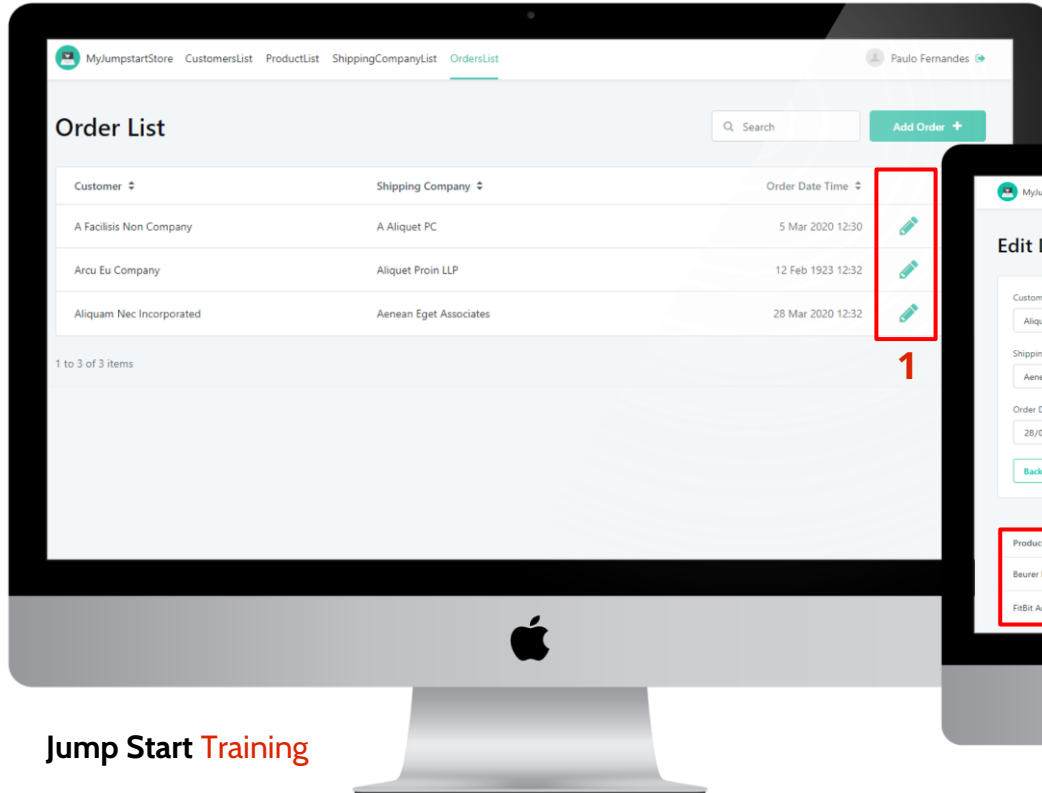 MyJumpstartStore CustomersList ProductList ShippingCompanyList OrdersList Paulo Fernandes
Order List
Search
Add Order +
Customer Shipping Company Order Date Time
A Facilisis Non Company A Aliquet PC 5 Mar 2020 12:30
Arcu Eu Company Aliquet Proin LLP 12 Feb 1923 12:32
Aliquam Nec Incorporated Aenean Eget Associates 28 Mar 2020 12:32
1 to 3 of 3 items
1
Edit
Back
Beurer
Jump Start Training